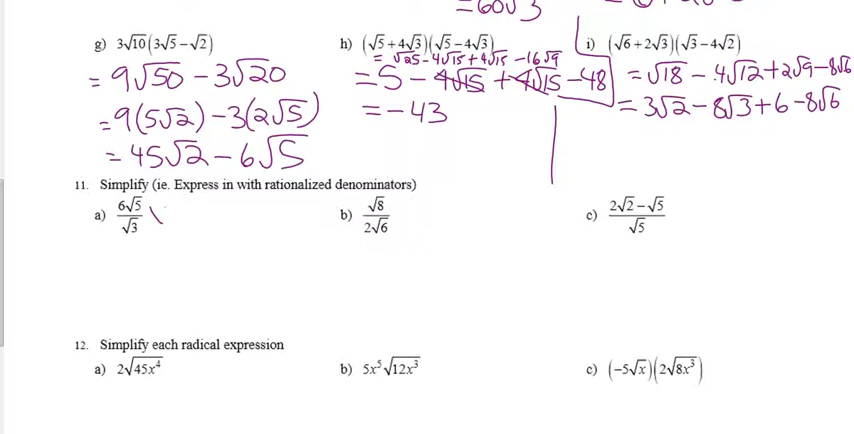 = 60√3
g) 3√10(3√5 − √2)
= 9√50 − 3√20
= 9(5√2) − 3(2√5)
= 45√2 − 6√5
h) (√5 + 4√3)(√5 − 4√3)
= √25 − 4√15 + 4√15 − 16√9
= 5 − 4√15 + 4√15 − 48
= −43
i) (√6 + 2√3)(√3 − 4√2)
= √18 − 4√12 + 2√9 − 8√6
= 3√2 − 8√3 + 6 − 8√6
11. Simplify (ie. Express in with rationalized denominators)
a) 6√5/√3
b) √8/2√6
c) (2√2 − √5)/√5
12. Simplify each radical expression
a) 2√45x⁴
b) 5x⁵√12x³
c) (−5√x)(2√8x³)